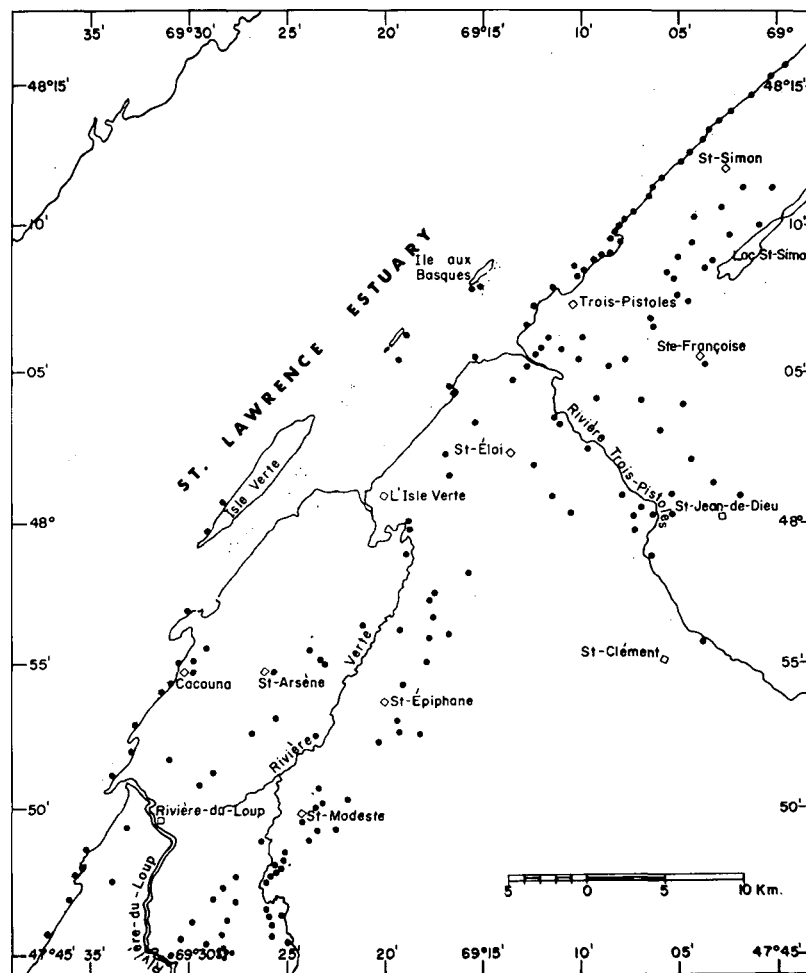 35' 69° 30' 25' 20' 69° 15' 10' 05' 69°
48° 15' 48° 15'
St-Simon
10' 10'
Lac St-Simo
Ile aux
Basques
Trois-Pistoles
ST. LAWRENCE ESTUARY
Ste-Françoise
05' 05'
Rivière Trois-Pistoles
St-Éloi
Isle Verte
L'Isle Verte
St-Jean-de-Dieu
48° 48°
Rivière Verte
55' 55'
St-Clément
Cacouna
St-Arsène
St-Épiphane
50' 50'
Rivière-du-Loup
St-Modeste
Rivière-du-Loup
5 0 5 10 Km.
47° 45' 47° 45'
35' 69° 30' 25' 20' 69° 15' 10' 05'